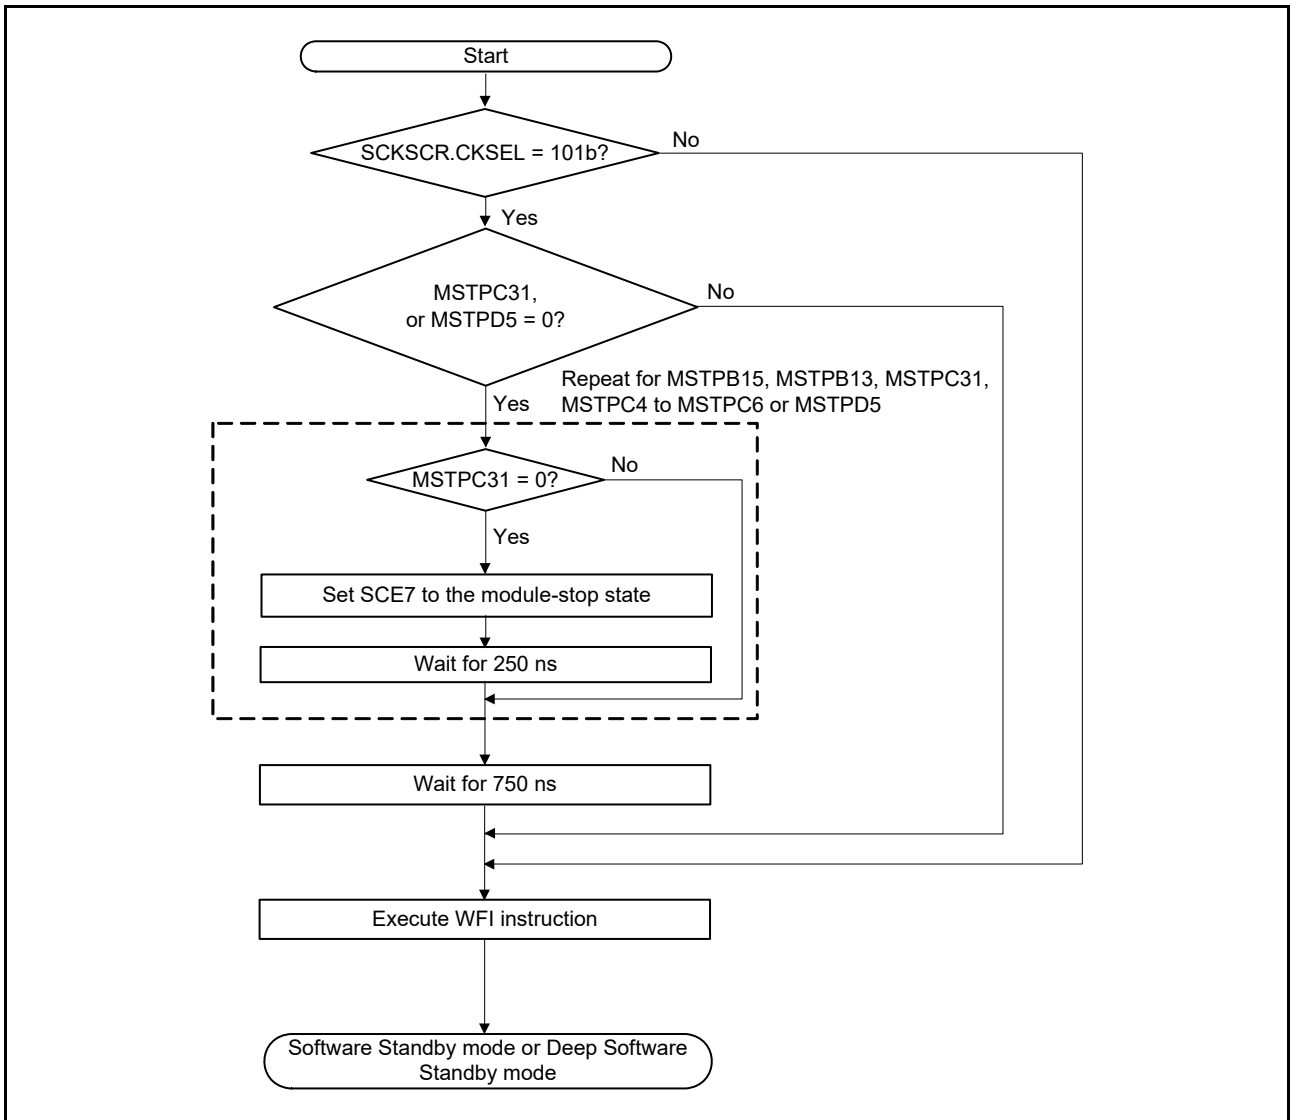 Start
SCKSCR.CKSEL = 101b?
No
Yes
MSTPC31,
or MSTPD5 = 0?
No
Repeat for MSTPB15, MSTPB13, MSTPC31,
MSTPC4 to MSTPC6 or MSTPD5
Yes
MSTPC31 = 0?
No
Yes
Set SCE7 to the module-stop state
Wait for 250 ns
Wait for 750 ns
Execute WFI instruction
Software Standby mode or Deep Software
Standby mode